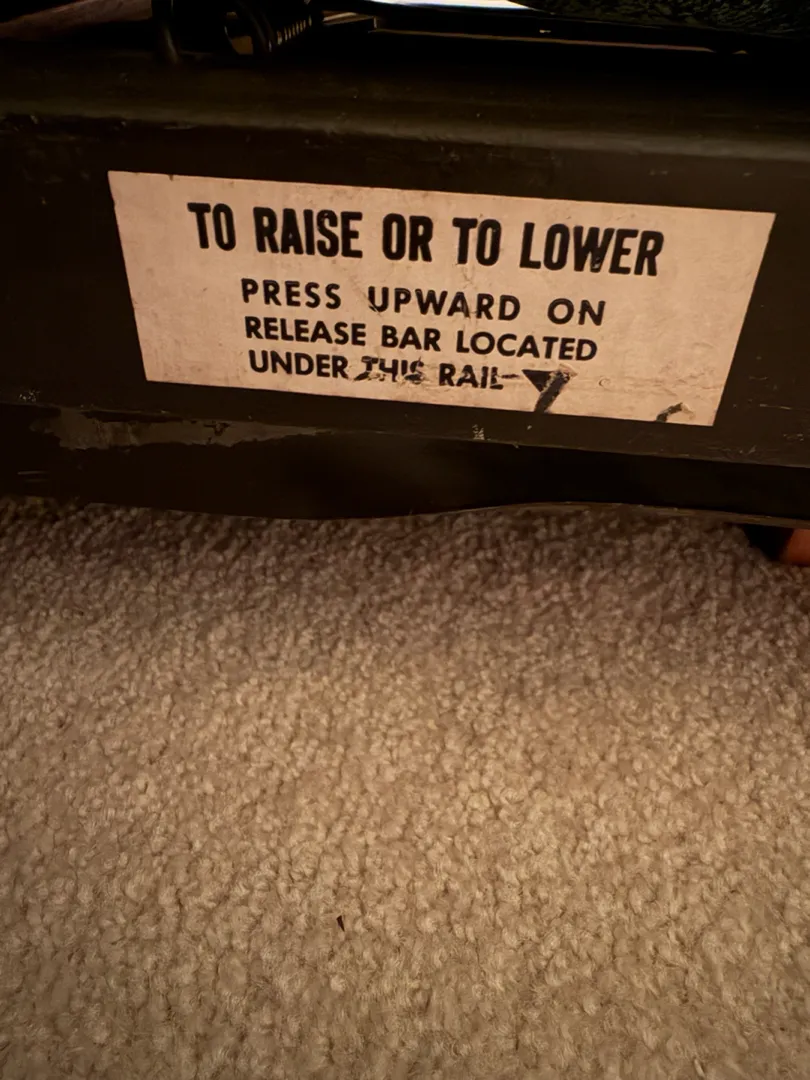 TO RAISE OR TO LOWER
PRESS UPWARD ON
RELEASE BAR LOCATED
UNDER THIS RAIL